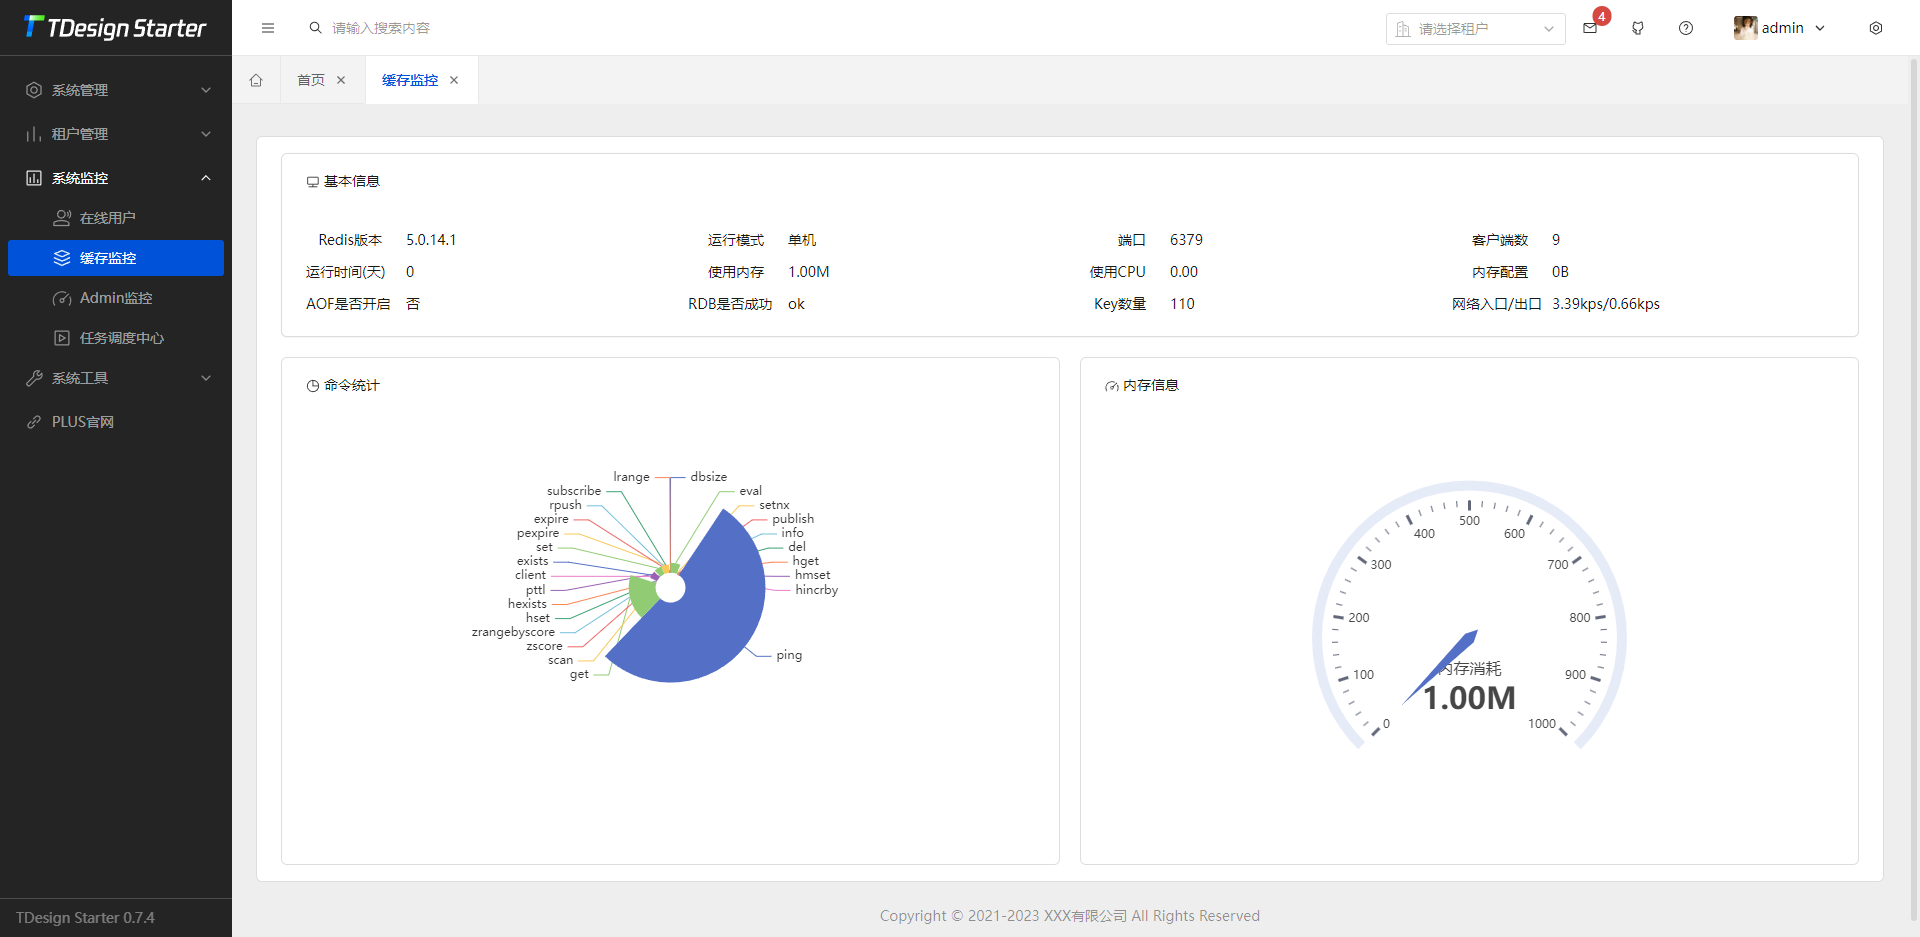 TDesign Starter
请输入搜索内容
请选择租户
4
admin
系统管理
租户管理
系统监控
在线用户
缓存监控
Admin监控
任务调度中心
系统工具
PLUS官网
TDesign Starter 0.7.4
首页
缓存监控
基本信息
Redis版本 5.0.14.1 运行模式 单机 端口 6379 客户端数 9
运行时间(天) 0 使用内存 1.00M 使用CPU 0.00 内存配置 0B
AOF是否开启 否 RDB是否成功 ok Key数量 110 网络入口/出口 3.39kps/0.66kps
命令统计
lrange
subscribe
rpush
expire
pexpire
set
exists
client
pttl
hexists
hset
zrangebyscore
zscore
scan
get
dbsize
eval
setnx
publish
info
del
hget
hmset
hincrby
ping
内存信息
0
100
200
300
400
500
600
700
800
900
1000
内存消耗
1.00M
Copyright © 2021-2023 XXX有限公司 All Rights Reserved